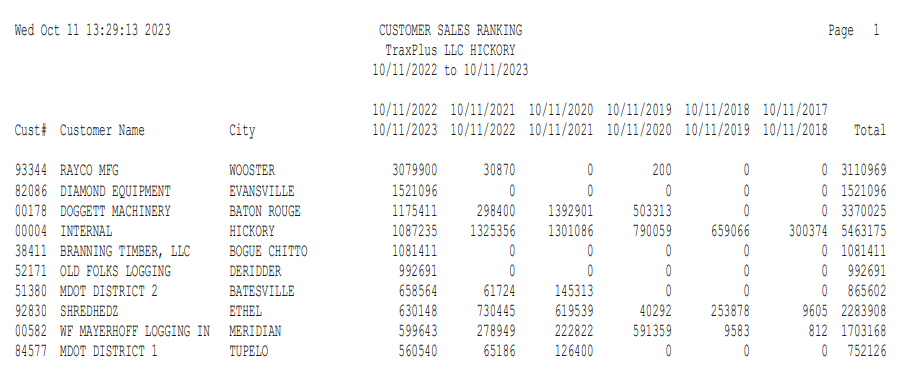 Wed Oct 11 13:29:13 2023 CUSTOMER SALES RANKING Page 1
TraxPlus LLC HICKORY
10/11/2022 to 10/11/2023
10/11/2022 10/11/2021 10/11/2020 10/11/2019 10/11/2018 10/11/2017
Cust# Customer Name City 10/11/2023 10/11/2022 10/11/2021 10/11/2020 10/11/2019 10/11/2018 Total
93344 RAYCO MFG WOOSTER 3079900 30870 0 200 0 0 3110969
82086 DIAMOND EQUIPMENT EVANSVILLE 1521096 0 0 0 0 0 1521096
00178 DOGGETT MACHINERY BATON ROUGE 1175411 298400 1392901 503313 0 0 3370025
00004 INTERNAL HICKORY 1087235 1325356 1301086 790059 659066 300374 5463175
38411 BRANNING TIMBER, LLC BOGUE CHITTO 1081411 0 0 0 0 0 1081411
52171 OLD FOLKS LOGGING DERIDDER 992691 0 0 0 0 0 992691
51380 MDOT DISTRICT 2 BATESVILLE 658564 61724 145313 0 0 0 865602
92830 SHREDHEDZ ETHEL 630148 730445 619539 40292 253878 9605 2283908
00582 WF MAYERHOFF LOGGING IN MERIDIAN 599643 278949 222822 591359 9583 812 1703168
84577 MDOT DISTRICT 1 TUPELO 560540 65186 126400 0 0 0 752126